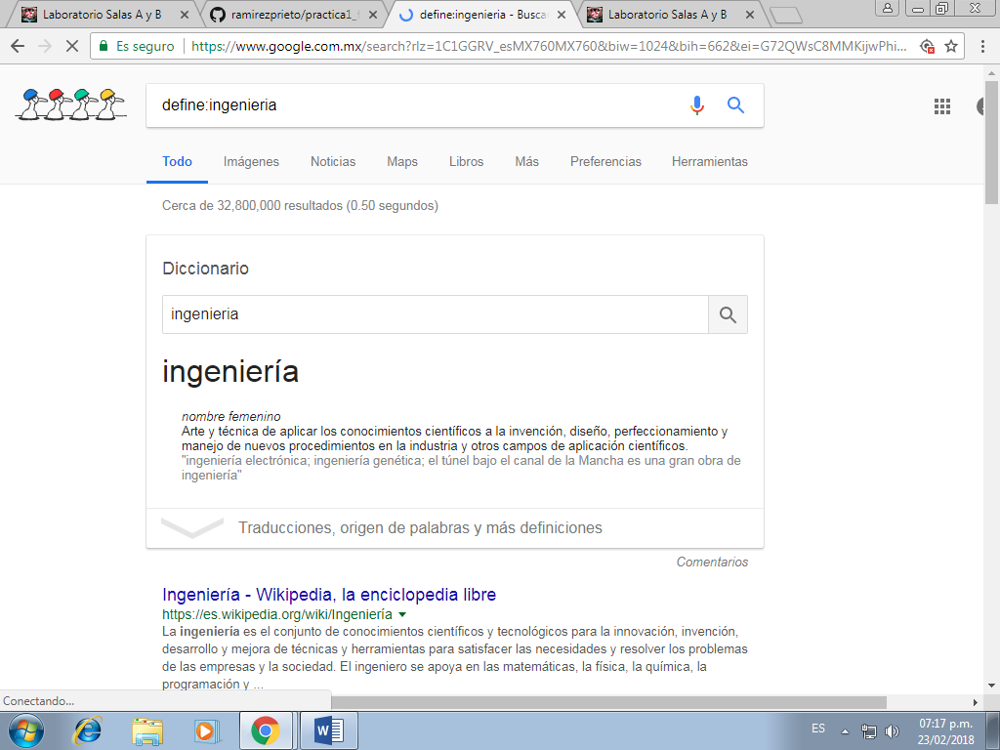 Laboratorio Salas A y B
ramirezprieto/practica1_f
define:ingenieria - Busca
Laboratorio Salas A y B
Es seguro
https://www.google.com.mx/search?rlz=1C1GGRV_esMX760MX760&biw=1024&bih=662&ei=G72QWsC8MMKijwPhi...
define:ingenieria
Todo Imágenes Noticias Maps Libros Más Preferencias Herramientas
Cerca de 32,800,000 resultados (0.50 segundos)
Diccionario
ingenieria
ingeniería
nombre femenino
Arte y técnica de aplicar los conocimientos científicos a la invención, diseño, perfeccionamiento y
manejo de nuevos procedimientos en la industria y otros campos de aplicación científicos.
"ingeniería electrónica; ingeniería genética; el túnel bajo el canal de la Mancha es una gran obra de
ingeniería"
Traducciones, origen de palabras y más definiciones
Comentarios
Ingeniería - Wikipedia, la enciclopedia libre
https://es.wikipedia.org/wiki/Ingeniería
La ingeniería es el conjunto de conocimientos científicos y tecnológicos para la innovación, invención,
desarrollo y mejora de técnicas y herramientas para satisfacer las necesidades y resolver los problemas
de las empresas y la sociedad. El ingeniero se apoya en las matemáticas, la física, la química, la
programación y ...
Conectando...
ES
07:17 p.m.
23/02/2018